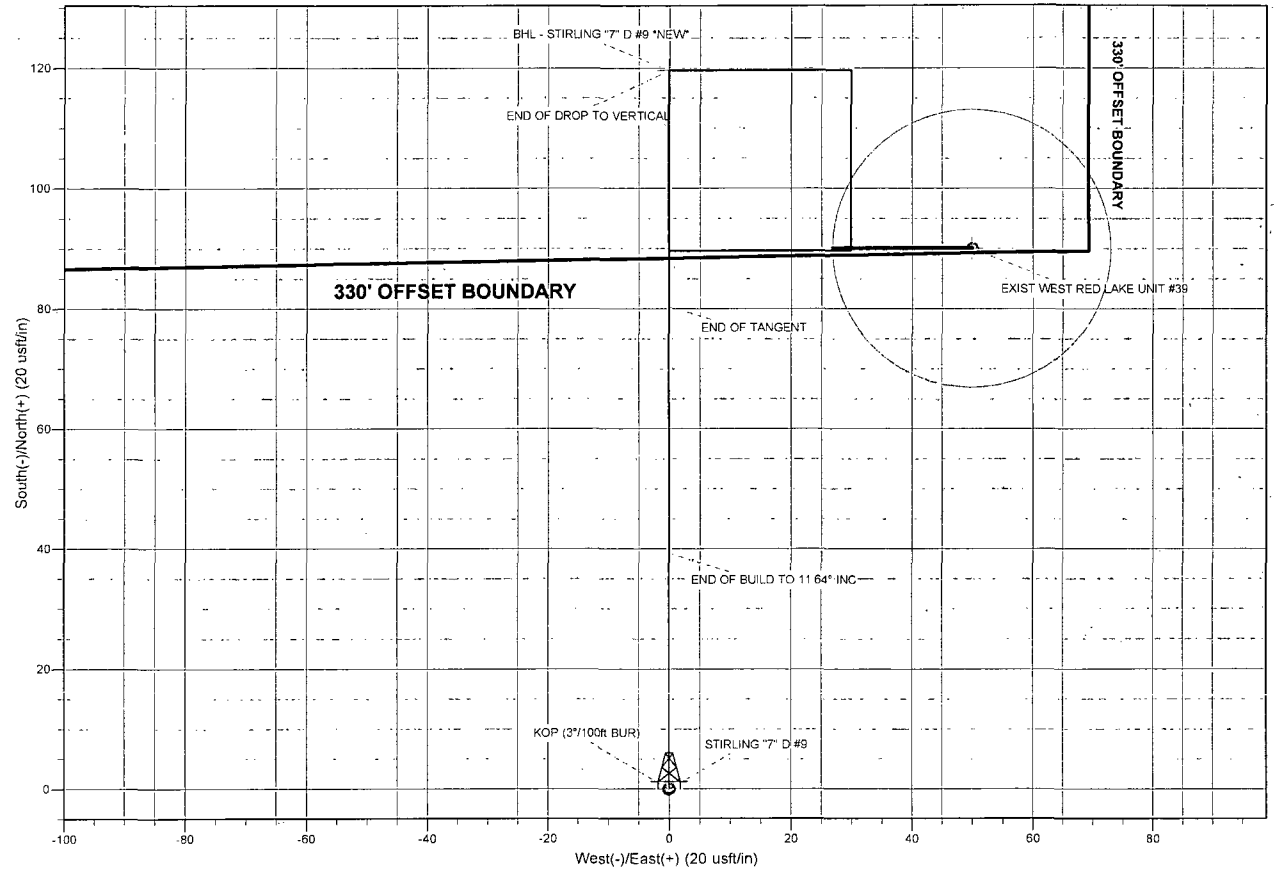 BHL - STIRLING "7" D #9 "NEW"
120
330' OFFSET BOUNDARY
END OF DROP TO VERTICAL
100
330' OFFSET BOUNDARY
EXIST WEST RED LAKE UNIT #39
80
END OF TANGENT
South(-)/North(+) (20 usft/in)
60
40
END OF BUILD TO 11 64° INC
20
KOP (3°/100ft BUR)
STIRLING "7" D #9
0
-100
-80
-60
-40
-20
0
20
40
60
80
West(-)/East(+) (20 usft/in)